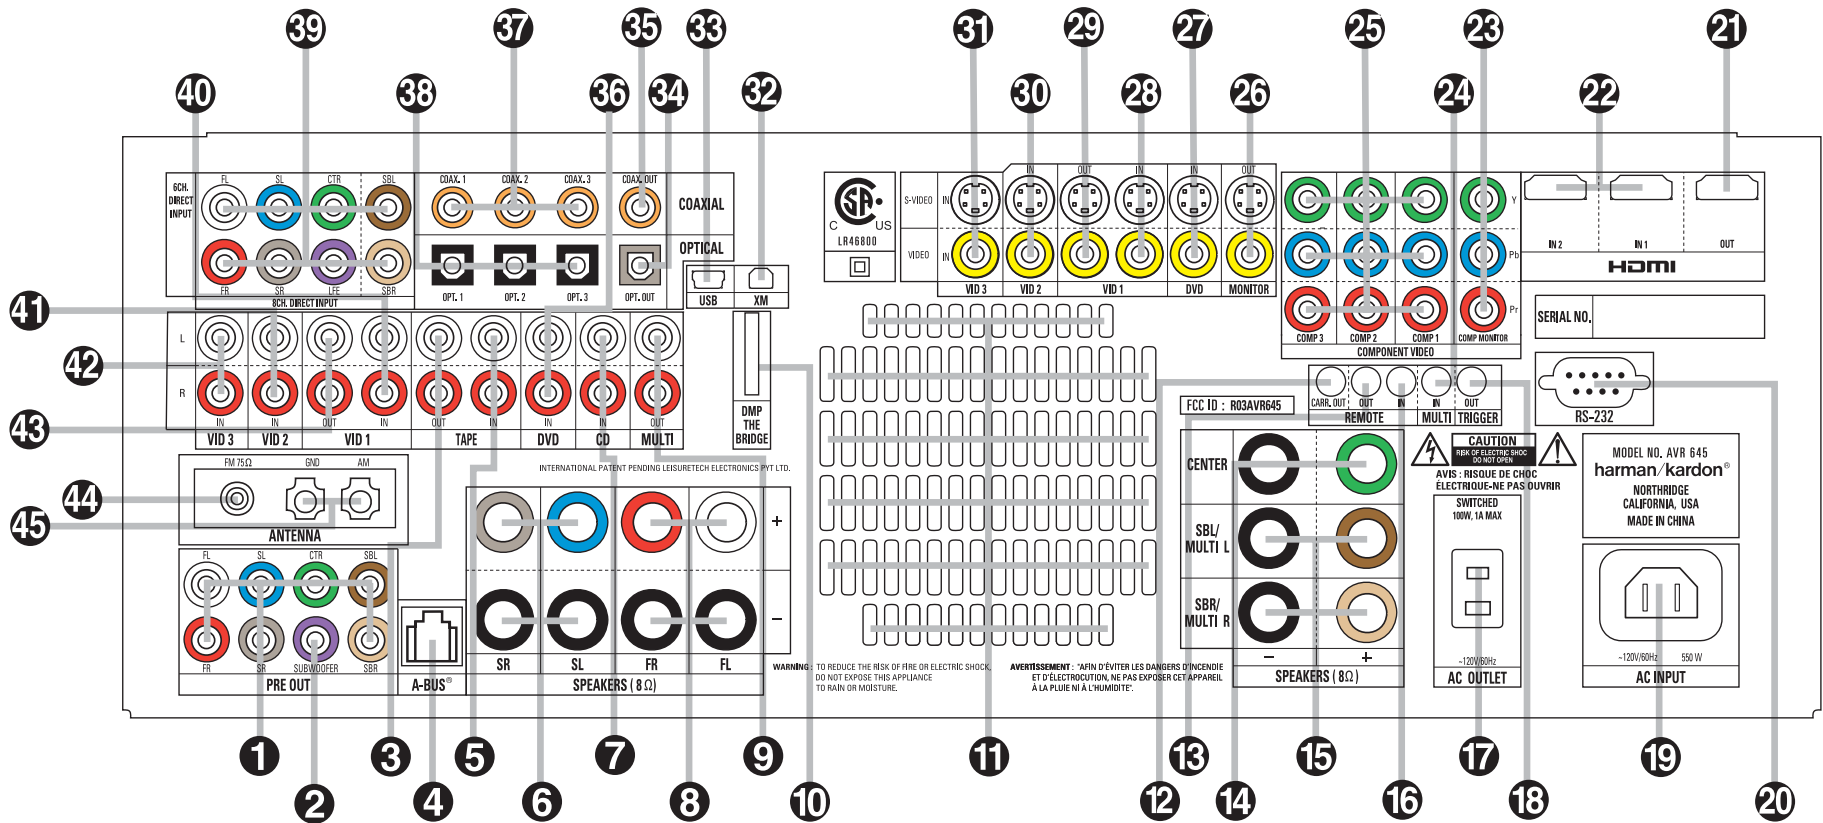 39 37 35 33 31 29 27 25 23 21
40 38 36 34 32 30 28 26 24 22
6CH. DIRECT INPUT
FL SL CTR SBL
FR SR LFE SBR
8CH. DIRECT INPUT
COAX. 1 COAX. 2 COAX. 3 COAX. OUT
COAXIAL
OPTICAL
OPT. 1 OPT. 2 OPT. 3 OPT. OUT
USB XM
CSA®
C US
LR46800
S-VIDEO IN IN OUT IN IN OUT
VIDEO IN
VID 3 VID 2 VID 1 DVD MONITOR
Y
Pb
Pr
COMP 3 COMP 2 COMP 1 COMP MONITOR
COMPONENT VIDEO
IN 2 IN 1 OUT
HDMI
SERIAL NO.
41
42
43
L
R
IN IN OUT IN OUT IN IN IN OUT
VID 3 VID 2 VID 1 TAPE DVD CD MULTI
DMP
THE
BRIDGE
INTERNATIONAL PATENT PENDING LEISURETECH ELECTRONICS PTY LTD.
FCC ID : R03AVR645
CARR. OUT OUT IN IN OUT
REMOTE MULTI TRIGGER
RS-232
44
45
FM 75Ω GND AM
ANTENNA
CAUTION
RISK OF ELECTRIC SHOC
DO NOT OPEN
AVIS : RISQUE DE CHOC
ÉLECTRIQUE-NE PAS OUVRIR
MODEL NO. AVR 645
harman/kardon®
NORTHRIDGE
CALIFORNIA, USA
MADE IN CHINA
FL SL CTR SBL
FR SR SUBWOOFER SBR
PRE OUT
A-BUS®
+
−
SR SL FR FL
SPEAKERS ( 8 Ω )
WARNING : TO REDUCE THE RISK OF FIRE OR ELECTRIC SHOCK,
DO NOT EXPOSE THIS APPLIANCE
TO RAIN OR MOISTURE.
AVERTISSEMENT : "AFIN D'ÉVITER LES DANGERS D'INCENDIE
ET D'ÉLECTROCUTION, NE PAS EXPOSER CET APPAREIL
À LA PLUIE NI À L'HUMIDITE".
CENTER
SBL/
MULTI L
SBR/
MULTI R
− +
SPEAKERS ( 8Ω )
SWITCHED
100W, 1A MAX
~120V/60Hz
AC OUTLET
~120V/60Hz 550 W
AC INPUT
1 3 5 7 9 11 13 15 17 19
2 4 6 8 10 12 14 16 18 20